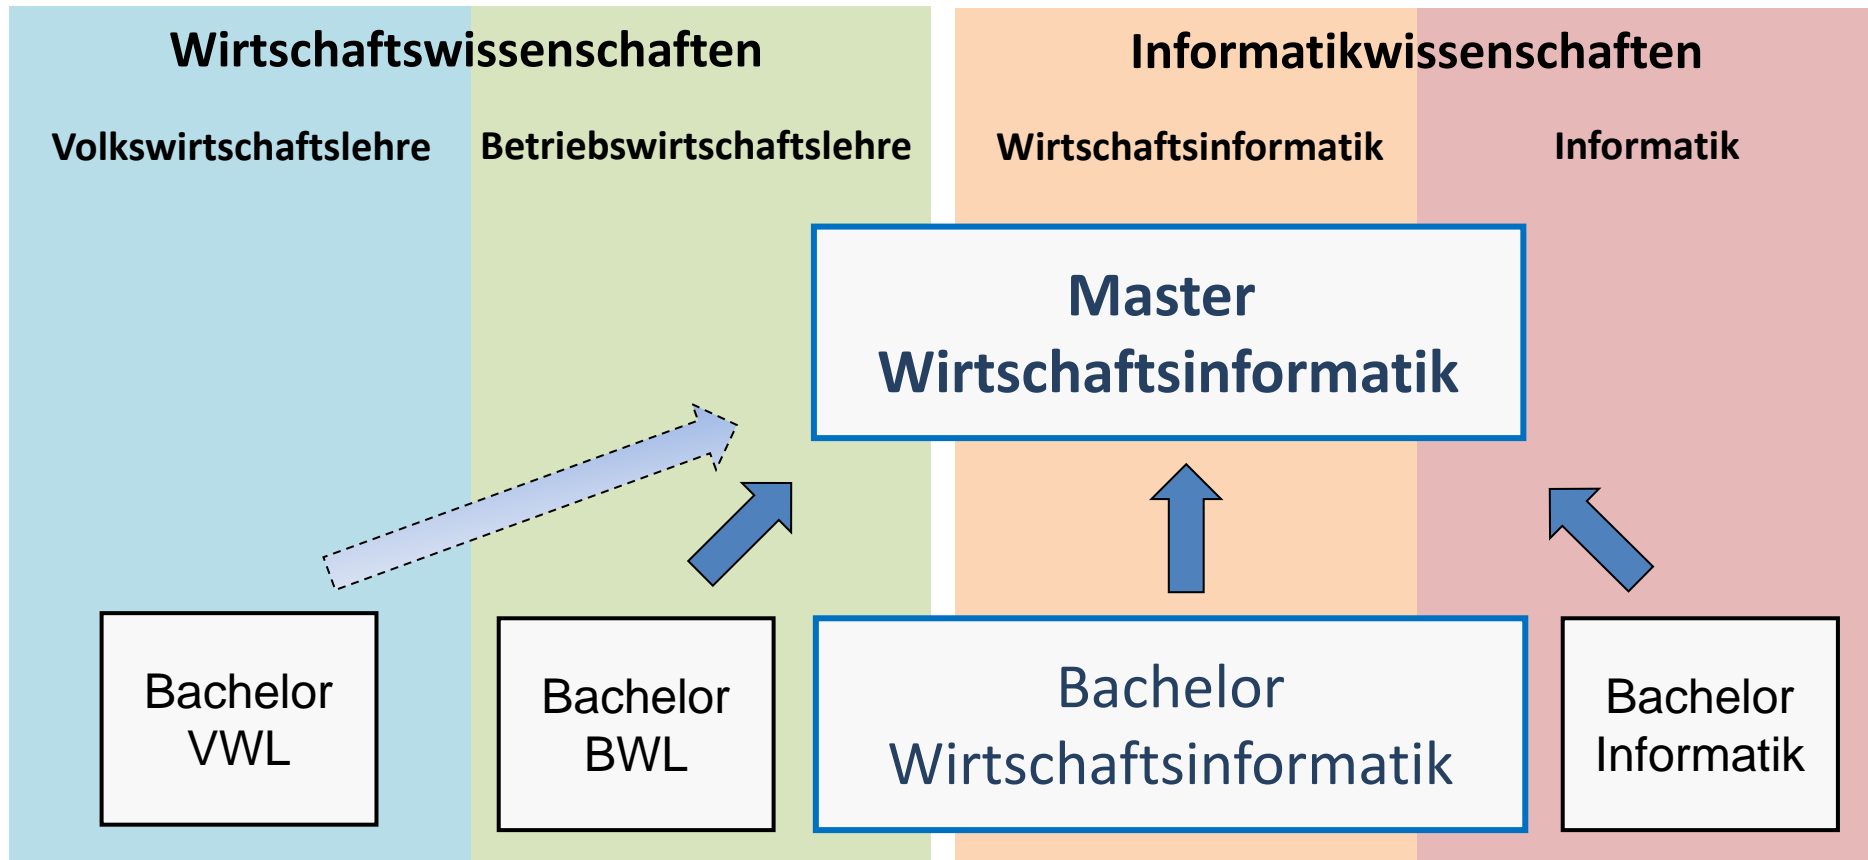 Wirtschaftswissenschaften
Informatikwissenschaften
Volkswirtschaftslehre
Betriebswirtschaftslehre
Wirtschaftsinformatik
Informatik
Master
Wirtschaftsinformatik
Bachelor
VWL
Bachelor
BWL
Bachelor
Wirtschaftsinformatik
Bachelor
Informatik